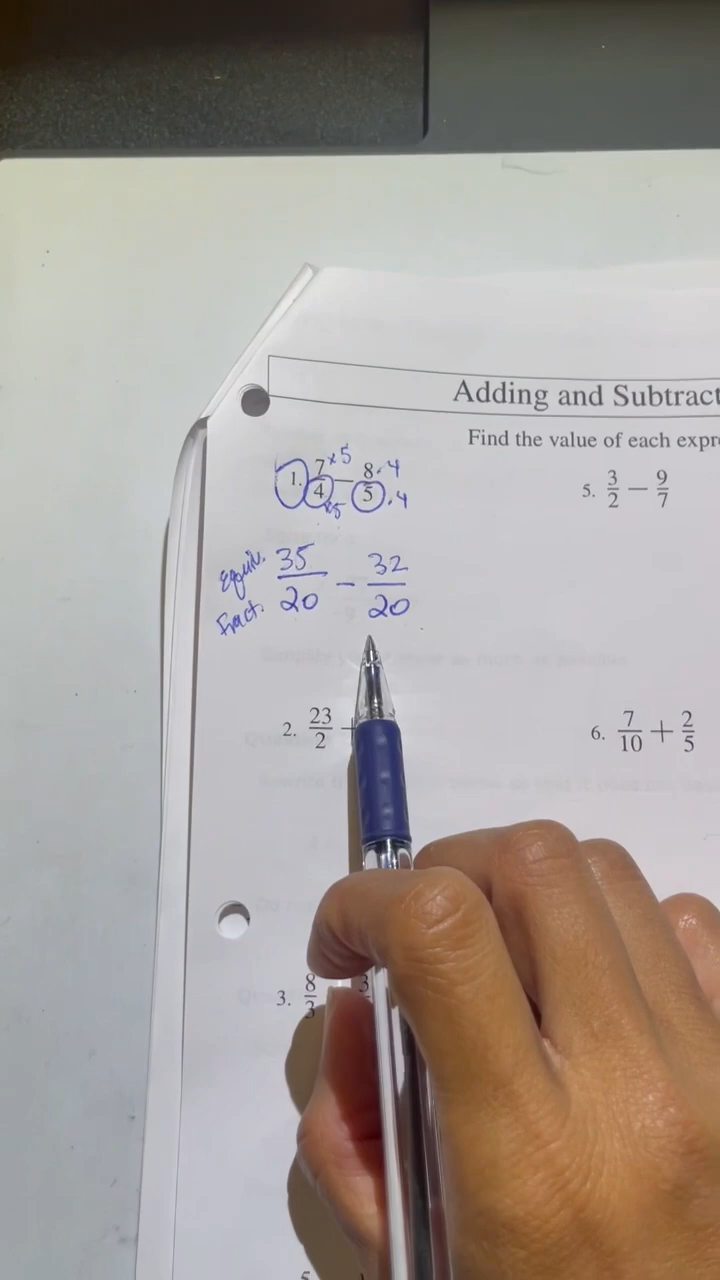 Adding and Subtract
Find the value of each expr
1. 7/4 ×5 ×5 − 8/5 ·4 ·4
5. 3/2 − 9/7
Equiv. Fract. 35/20 − 32/20
2. 23/2 +
6. 7/10 + 2/5
3. 8/3 3